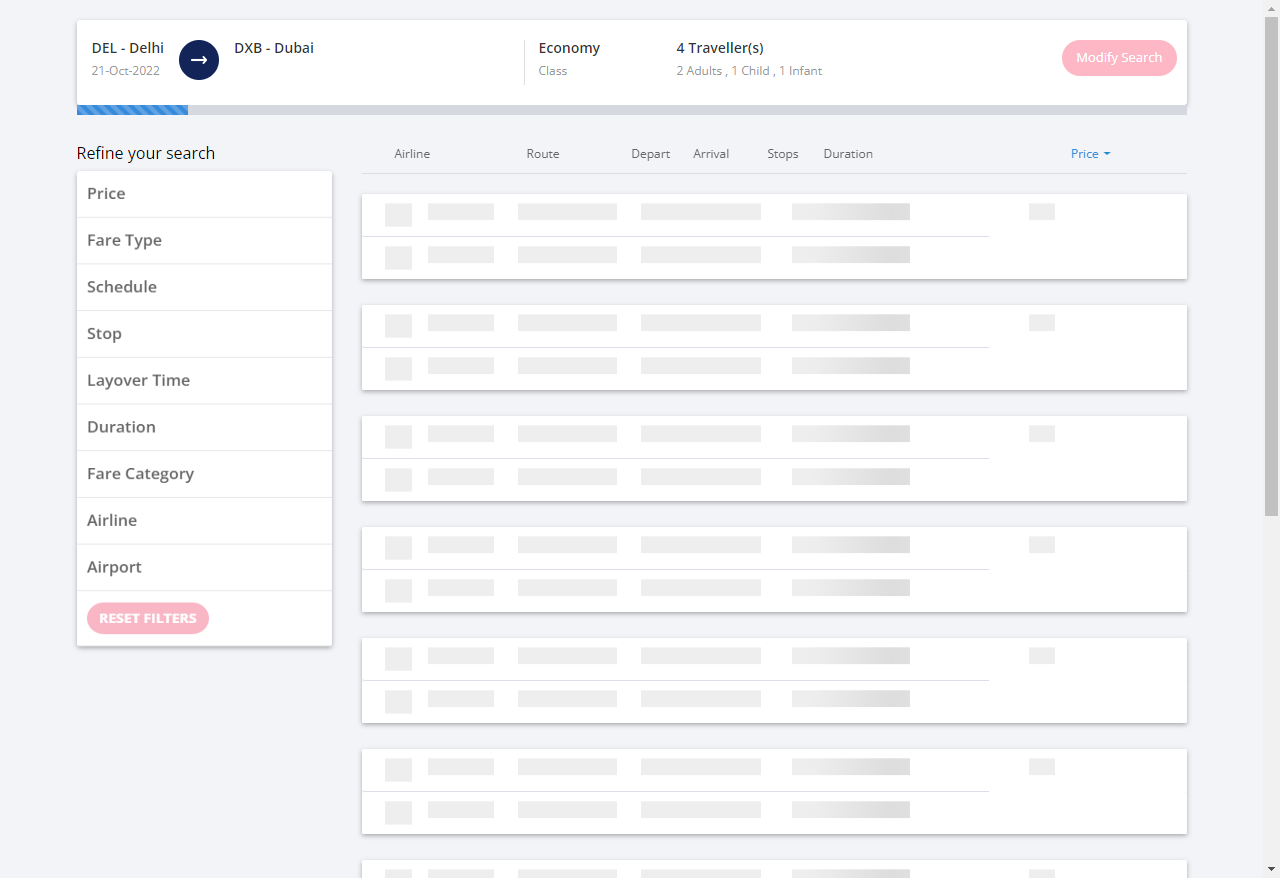 DEL - Delhi → DXB - Dubai Economy 4 Traveller(s)
21-Oct-2022 Class 2 Adults , 1 Child , 1 Infant
Modify Search
Refine your search
Price
Fare Type
Schedule
Stop
Layover Time
Duration
Fare Category
Airline
Airport
RESET FILTERS
Airline Route Depart Arrival Stops Duration Price